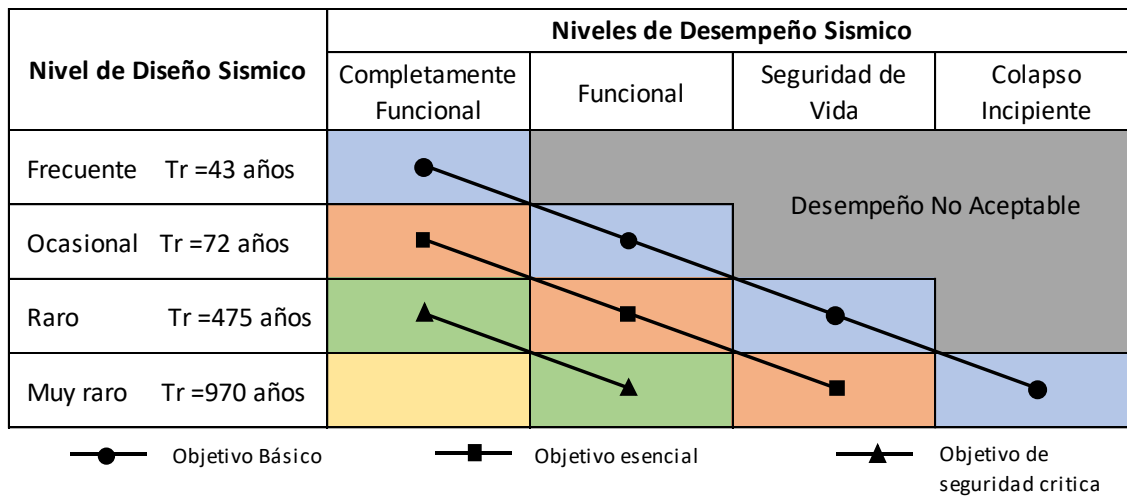 Niveles de Desempeño Sismico
Nivel de Diseño Sismico
Completamente
Funcional
Funcional
Seguridad de
Vida
Colapso
Incipiente
Frecuente Tr =43 años
Desempeño No Aceptable
Ocasional Tr =72 años
Raro Tr =475 años
Muy raro Tr =970 años
Objetivo Básico
Objetivo esencial
Objetivo de
seguridad critica